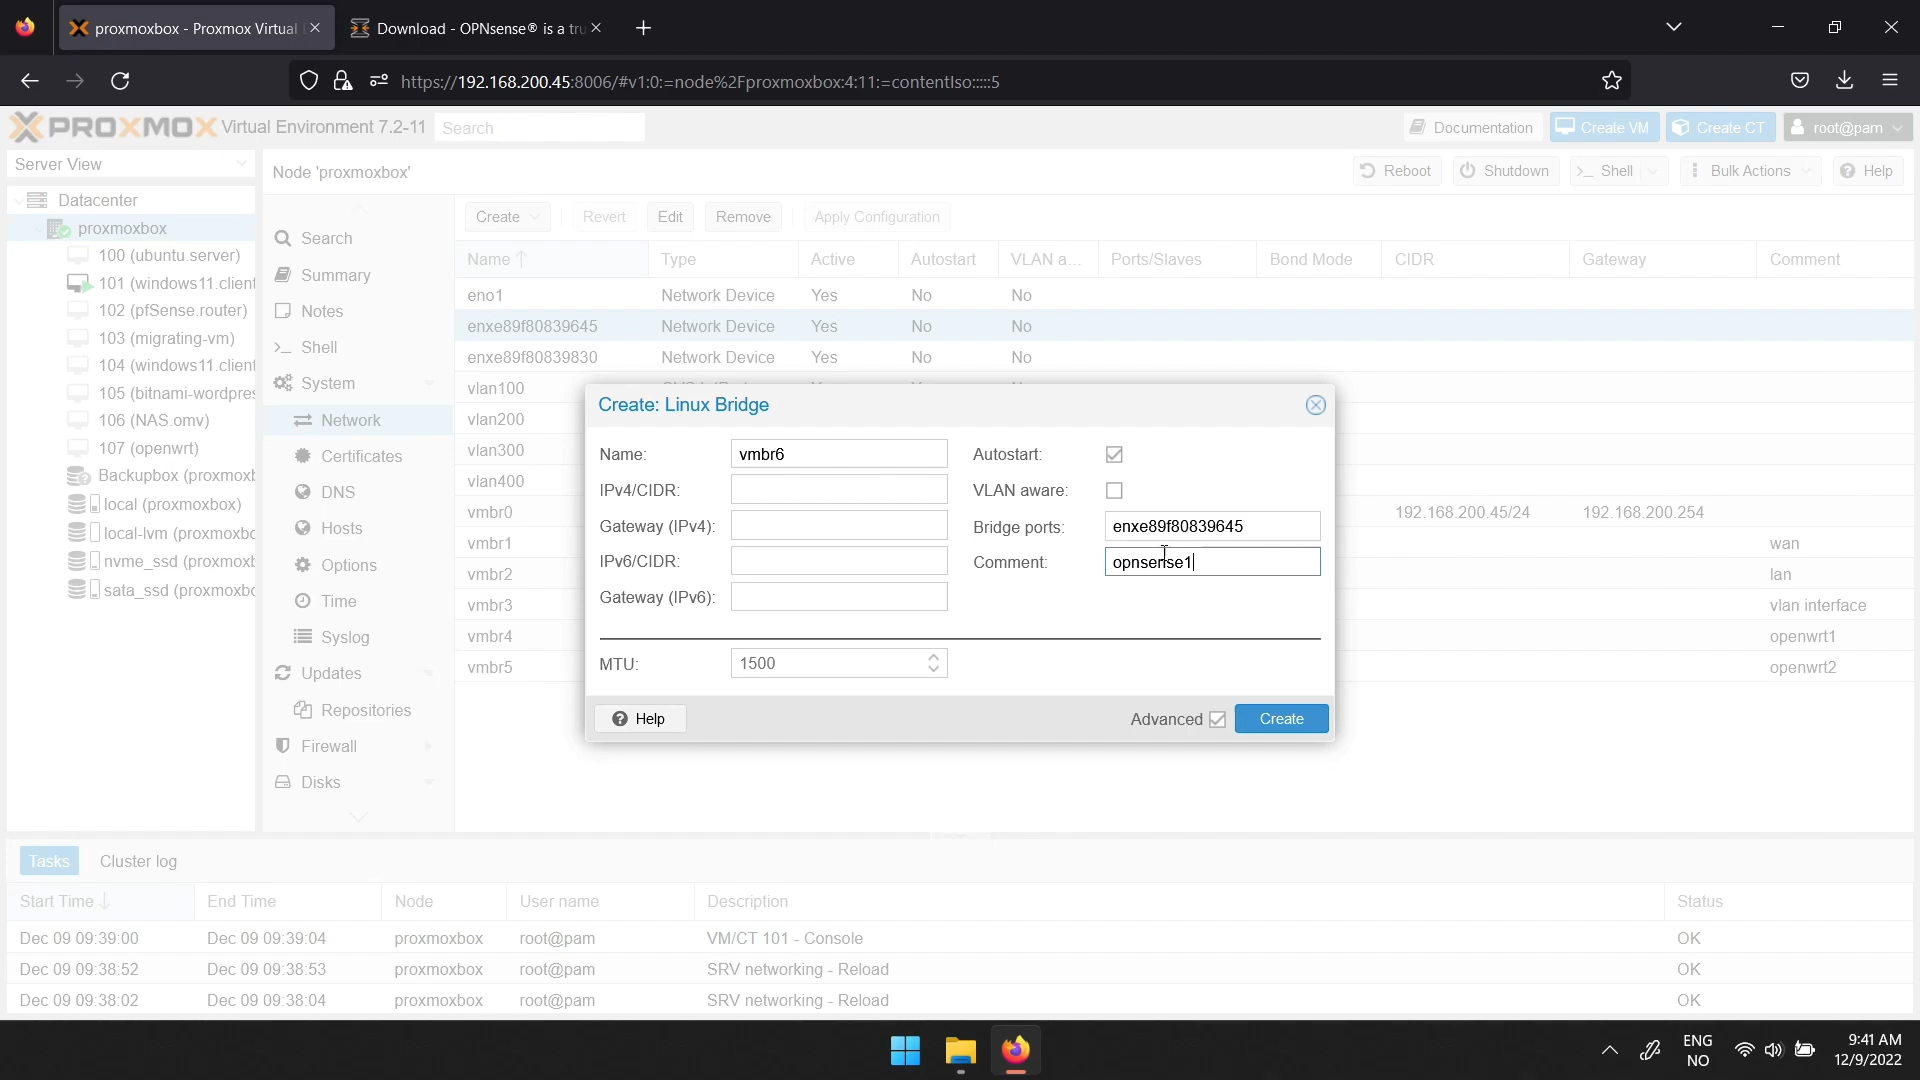 proxmoxbox - Proxmox Virtual E
Download - OPNsense® is a tru
https://192.168.200.45:8006/#v1:0:=node%2Fproxmoxbox:4:11:=contentIso:::::5
PROXMOX Virtual Environment 7.2-11
Search
Documentation
Create VM
Create CT
root@pam
Server View
Node 'proxmoxbox'
Reboot
Shutdown
>_ Shell
Bulk Actions
Help
Datacenter
proxmoxbox
100 (ubuntu.server)
101 (windows11.client
102 (pfSense.router)
103 (migrating-vm)
104 (windows11.client
105 (bitnami-wordpres
106 (NAS.omv)
107 (openwrt)
Backupbox (proxmoxb
local (proxmoxbox)
local-lvm (proxmoxbo
nvme_ssd (proxmoxb
sata_ssd (proxmoxbo
Search
Summary
Notes
>_ Shell
System
Network
Certificates
DNS
Hosts
Options
Time
Syslog
Updates
Repositories
Firewall
Disks
Create
Revert
Edit
Remove
Apply Configuration
Name Type Active Autostart VLAN a... Ports/Slaves Bond Mode CIDR Gateway Comment
eno1 Network Device Yes No No
enxe89f80839645 Network Device Yes No No
enxe89f80839830 Network Device Yes No No
vlan100
vlan200
vlan300
vlan400
vmbr0 192.168.200.45/24 192.168.200.254
vmbr1 wan
vmbr2 lan
vmbr3 vlan interface
vmbr4 openwrt1
vmbr5 openwrt2
Create: Linux Bridge
Name: vmbr6
IPv4/CIDR:
Gateway (IPv4):
IPv6/CIDR:
Gateway (IPv6):
Autostart:
VLAN aware:
Bridge ports: enxe89f80839645
Comment: opnsense1
MTU: 1500
Help
Advanced
Create
Tasks
Cluster log
Start Time End Time Node User name Description Status
Dec 09 09:39:00 Dec 09 09:39:04 proxmoxbox root@pam VM/CT 101 - Console OK
Dec 09 09:38:52 Dec 09 09:38:53 proxmoxbox root@pam SRV networking - Reload OK
Dec 09 09:38:02 Dec 09 09:38:04 proxmoxbox root@pam SRV networking - Reload OK
ENG
NO
9:41 AM
12/9/2022